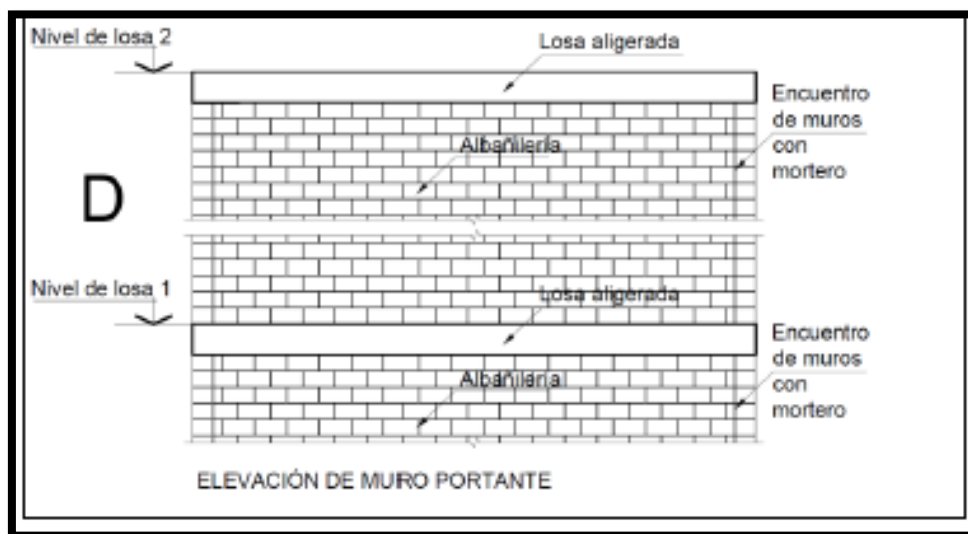 Nivel de losa 2
Losa aligerada
Encuentro
de muros
con
mortero
Albañilería
D
Nivel de losa 1
Losa aligerada
Encuentro
de muros
con
mortero
Albañilería
ELEVACIÓN DE MURO PORTANTE